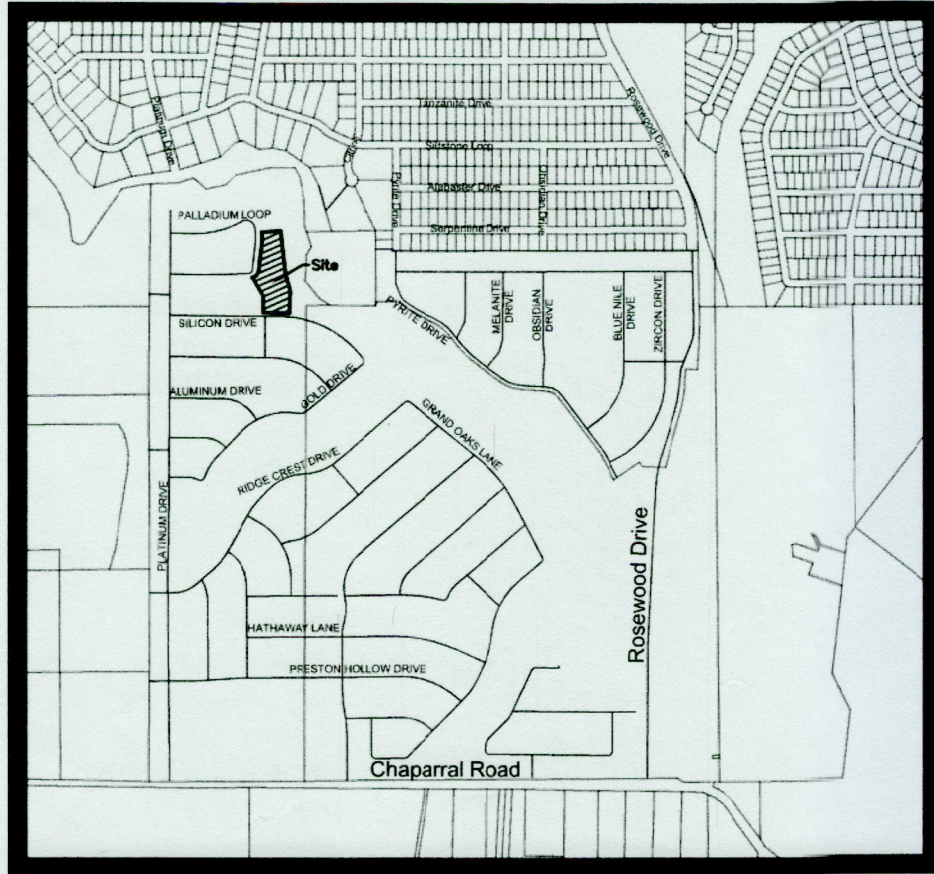 Tanzanite Drive
Rosewood Drive
Platinum Drive
Siltstone Loop
Pyrite Drive
Alabaster Drive
Obsidian Drive
Serpentine Drive
PALLADIUM LOOP
Site
SILICON DRIVE
PYRITE DRIVE
MELANITE
DRIVE
OBSIDIAN
DRIVE
BLUE NILE
DRIVE
ZIRCON DRIVE
ALUMINUM DRIVE
GOLD DRIVE
GRAND OAKS LANE
RIDGE CREST DRIVE
PLATINUM DRIVE
Rosewood Drive
HATHAWAY LANE
PRESTON HOLLOW DRIVE
Chaparral Road